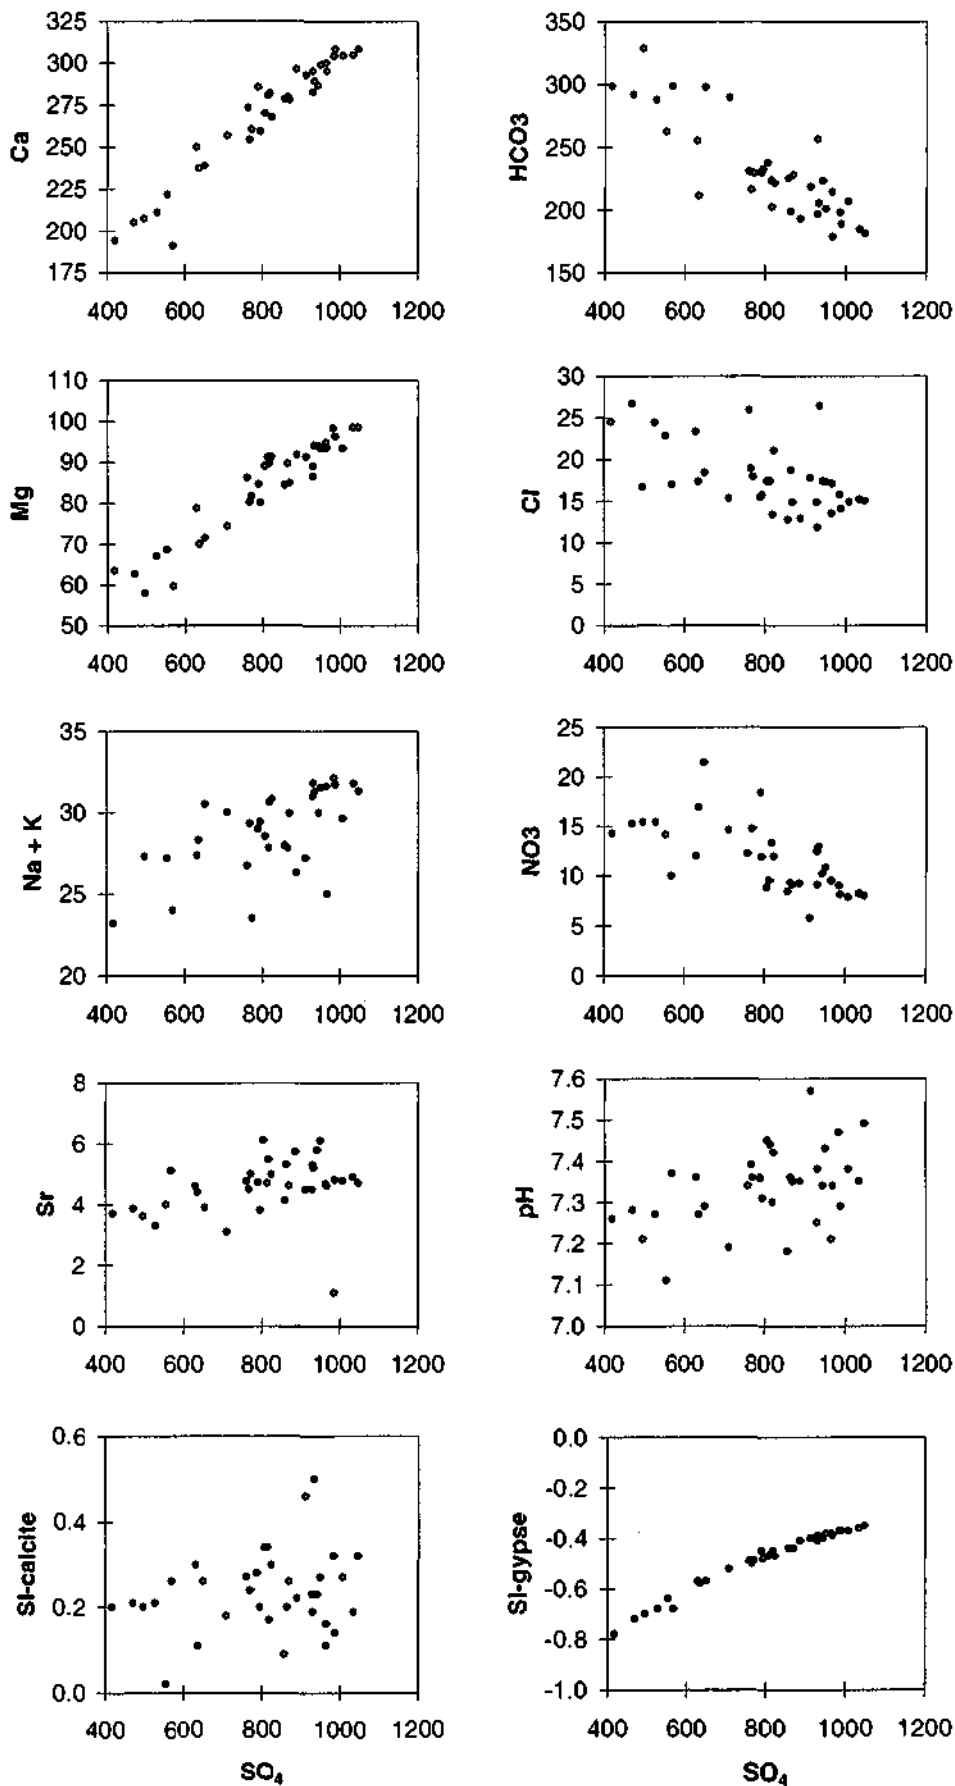 325
300
275
250
225
200
175
Ca
400 600 800 1000 1200
350
300
250
200
150
HCO3
400 600 800 1000 1200
110
100
90
80
70
60
50
Mg
400 600 800 1000 1200
30
25
20
15
10
5
0
Cl
400 600 800 1000 1200
35
30
25
20
Na + K
400 600 800 1000 1200
25
20
15
10
5
0
NO3
400 600 800 1000 1200
8
6
4
2
0
Sr
400 600 800 1000 1200
7.6
7.5
7.4
7.3
7.2
7.1
7.0
pH
400 600 800 1000 1200
0.6
0.4
0.2
0.0
SI-calcite
400 600 800 1000 1200
SO₄
0.0
-0.2
-0.4
-0.6
-0.8
-1.0
SI-gypse
400 600 800 1000 1200
SO₄